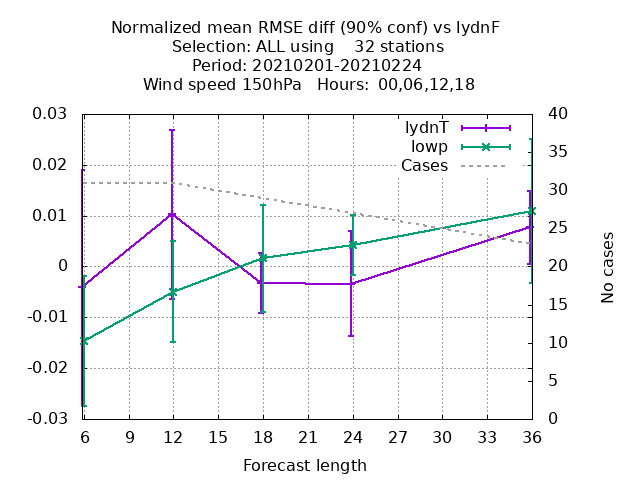 Normalized mean RMSE diff (90% conf) vs lydnF
Selection: ALL using    32 stations
Period: 20210201-20210224
Wind speed 150hPa   Hours:  00,06,12,18
lydnT
lowp
Cases
0.03
0.02
0.01
0
-0.01
-0.02
-0.03
40
35
30
25
20
15
10
5
0
No cases
6 9 12 15 18 21 24 27 30 33 36
Forecast length